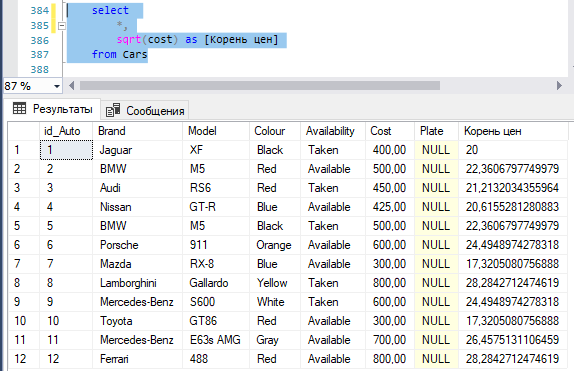 384 select
385 *,
386 sqrt(cost) as [Корень цен]
387 from Cars
388
87 %
Результаты Сообщения
id_Auto Brand Model Colour Availability Cost Plate Корень цен
1 1 Jaguar XF Black Taken 400,00 NULL 20
2 2 BMW M5 Red Available 500,00 NULL 22,3606797749979
3 3 Audi RS6 Red Taken 450,00 NULL 21,2132034355964
4 4 Nissan GT-R Blue Available 425,00 NULL 20,6155281280883
5 5 BMW M5 Black Taken 500,00 NULL 22,3606797749979
6 6 Porsche 911 Orange Available 600,00 NULL 24,4948974278318
7 7 Mazda RX-8 Blue Available 300,00 NULL 17,3205080756888
8 8 Lamborghini Gallardo Yellow Taken 800,00 NULL 28,2842712474619
9 9 Mercedes-Benz S600 White Taken 600,00 NULL 24,4948974278318
10 10 Toyota GT86 Red Taken 300,00 NULL 17,3205080756888
11 11 Mercedes-Benz E63s AMG Gray Available 700,00 NULL 26,4575131106459
12 12 Ferrari 488 Red Available 800,00 NULL 28,2842712474619